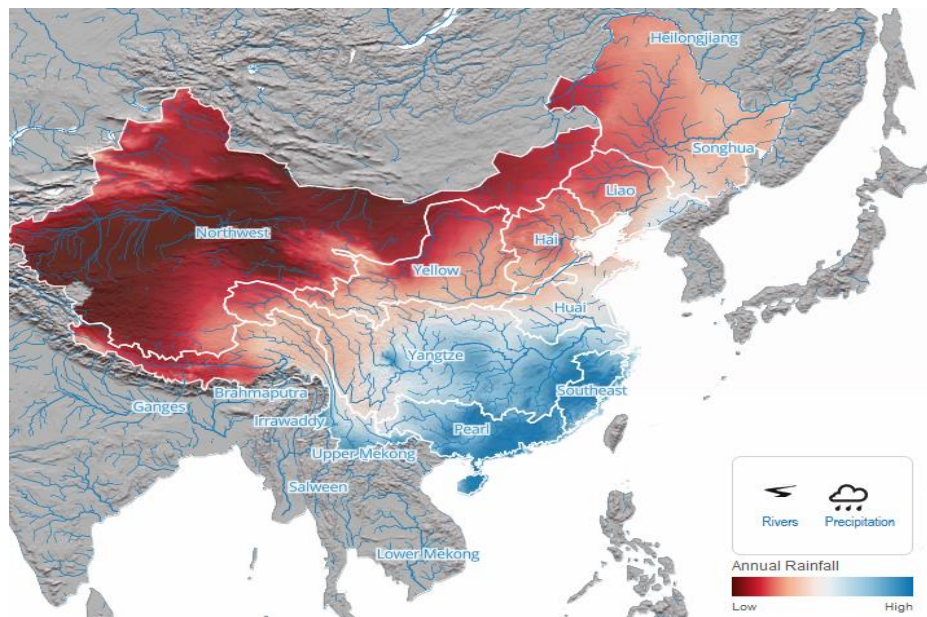 Heilongjiang
Songhua
Liao
Northwest
Hai
Yellow
Huai
Yangtze
Brahmaputra
Southeast
Ganges
Irrawaddy
Pearl
Upper Mekong
Salween
Lower Mekong
Rivers Precipitation
Annual Rainfall
Low High